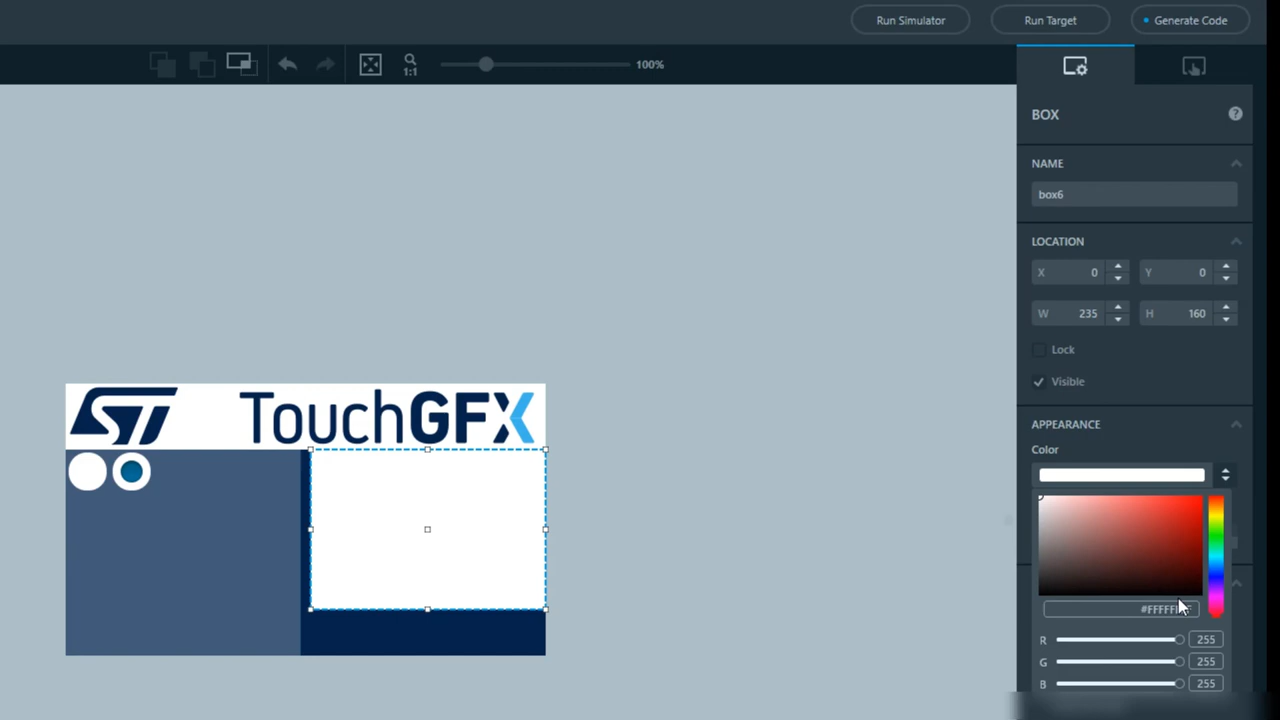 Run Simulator
Run Target
Generate Code
1:1
100%
BOX
?
NAME
box6
LOCATION
X 0
Y 0
W 235
H 160
Lock
Visible
APPEARANCE
Color
R 255
G 255
B 255
ST TouchGFX